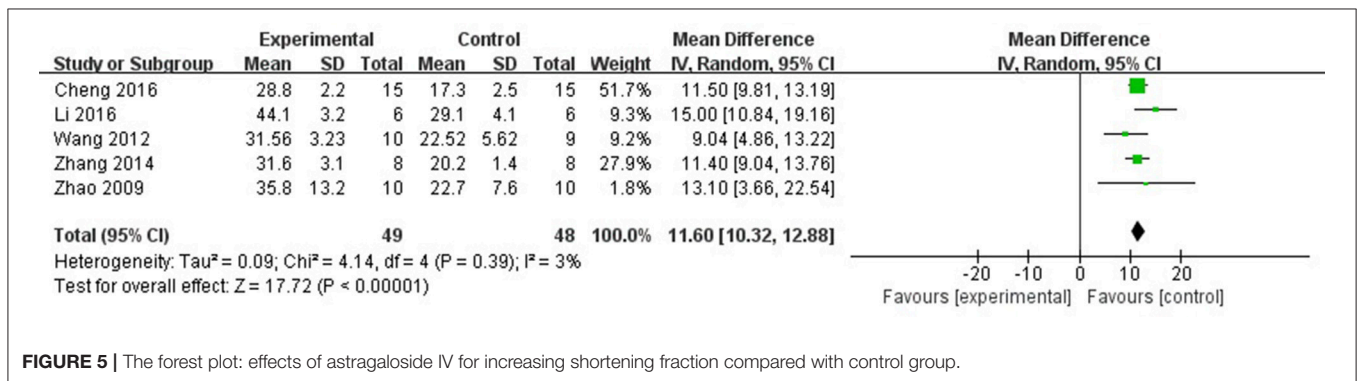 Experimental Control Mean Difference Mean Difference
Study or Subgroup Mean SD Total Mean SD Total Weight IV, Random, 95% CI IV, Random, 95% CI
Cheng 2016 28.8 2.2 15 17.3 2.5 15 51.7% 11.50 [9.81, 13.19]
Li 2016 44.1 3.2 6 29.1 4.1 6 9.3% 15.00 [10.84, 19.16]
Wang 2012 31.56 3.23 10 22.52 5.62 9 9.2% 9.04 [4.86, 13.22]
Zhang 2014 31.6 3.1 8 20.2 1.4 8 27.9% 11.40 [9.04, 13.76]
Zhao 2009 35.8 13.2 10 22.7 7.6 10 1.8% 13.10 [3.66, 22.54]
Total (95% CI) 49 48 100.0% 11.60 [10.32, 12.88]
Heterogeneity: Tau² = 0.09; Chi² = 4.14, df = 4 (P = 0.39); I² = 3%
Test for overall effect: Z = 17.72 (P < 0.00001)
-20 -10 0 10 20
Favours [experimental] Favours [control]
FIGURE 5 | The forest plot: effects of astragaloside IV for increasing shortening fraction compared with control group.